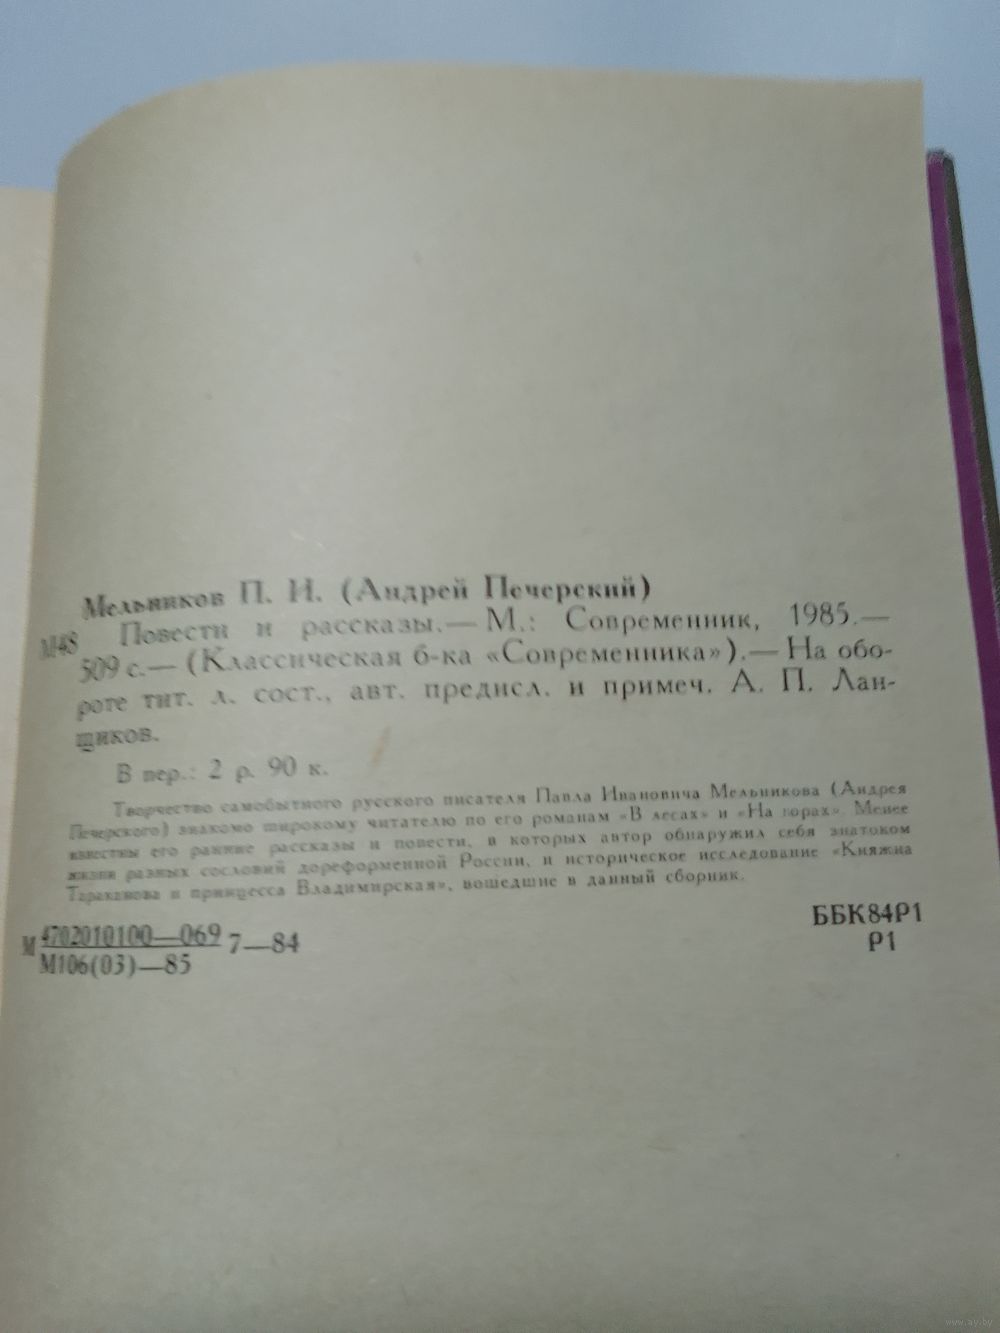 Мельников П. И. (Андрей Печерский)
М48 Повести и рассказы.— М.: Современник, 1985.—
509 с.— (Классическая б-ка «Современника»).— На обо-
роте тит. л. сост., авт. предисл. и примеч. А. П. Лан-
щиков.
В пер.: 2 р. 90 к.
Творчество самобытного русского писателя Павла Ивановича Мельникова (Андрея
Печерского) знакомо широкому читателю по его романам «В лесах» и «На горах». Менее
известны его ранние рассказы и повести, в которых автор обнаружил себя знатоком
жизни разных сословий дореформенной России, и историческое исследование «Княжна
Тараканова и принцесса Владимирская», вошедшие в данный сборник.
М 4702010100—069 7—84
М106(03)—85
ББК84Р1
Р1
www.ay.by